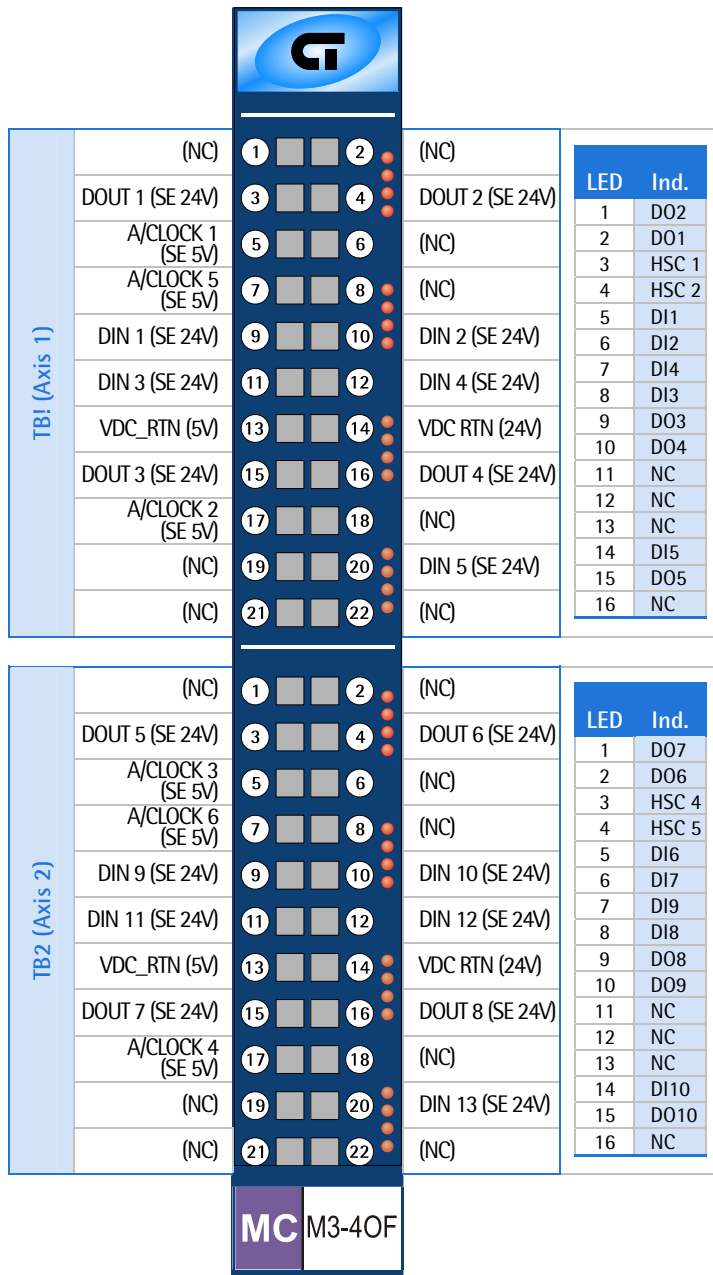 GT
TB! (Axis 1)
(NC) 1 2 (NC)
DOUT 1 (SE 24V) 3 4 DOUT 2 (SE 24V)
A/CLOCK 1
(SE 5V) 5 6 (NC)
A/CLOCK 5
(SE 5V) 7 8 (NC)
DIN 1 (SE 24V) 9 10 DIN 2 (SE 24V)
DIN 3 (SE 24V) 11 12 DIN 4 (SE 24V)
VDC_RTN (5V) 13 14 VDC RTN (24V)
DOUT 3 (SE 24V) 15 16 DOUT 4 (SE 24V)
A/CLOCK 2
(SE 5V) 17 18 (NC)
(NC) 19 20 DIN 5 (SE 24V)
(NC) 21 22 (NC)
LED Ind.
1 DO2
2 DO1
3 HSC 1
4 HSC 2
5 DI1
6 DI2
7 DI4
8 DI3
9 DO3
10 DO4
11 NC
12 NC
13 NC
14 DI5
15 DO5
16 NC
TB2 (Axis 2)
(NC) 1 2 (NC)
DOUT 5 (SE 24V) 3 4 DOUT 6 (SE 24V)
A/CLOCK 3
(SE 5V) 5 6 (NC)
A/CLOCK 6
(SE 5V) 7 8 (NC)
DIN 9 (SE 24V) 9 10 DIN 10 (SE 24V)
DIN 11 (SE 24V) 11 12 DIN 12 (SE 24V)
VDC_RTN (5V) 13 14 VDC RTN (24V)
DOUT 7 (SE 24V) 15 16 DOUT 8 (SE 24V)
A/CLOCK 4
(SE 5V) 17 18 (NC)
(NC) 19 20 DIN 13 (SE 24V)
(NC) 21 22 (NC)
LED Ind.
1 DO7
2 DO6
3 HSC 4
4 HSC 5
5 DI6
6 DI7
7 DI9
8 DI8
9 DO8
10 DO9
11 NC
12 NC
13 NC
14 DI10
15 DO10
16 NC
MC M3-4OF